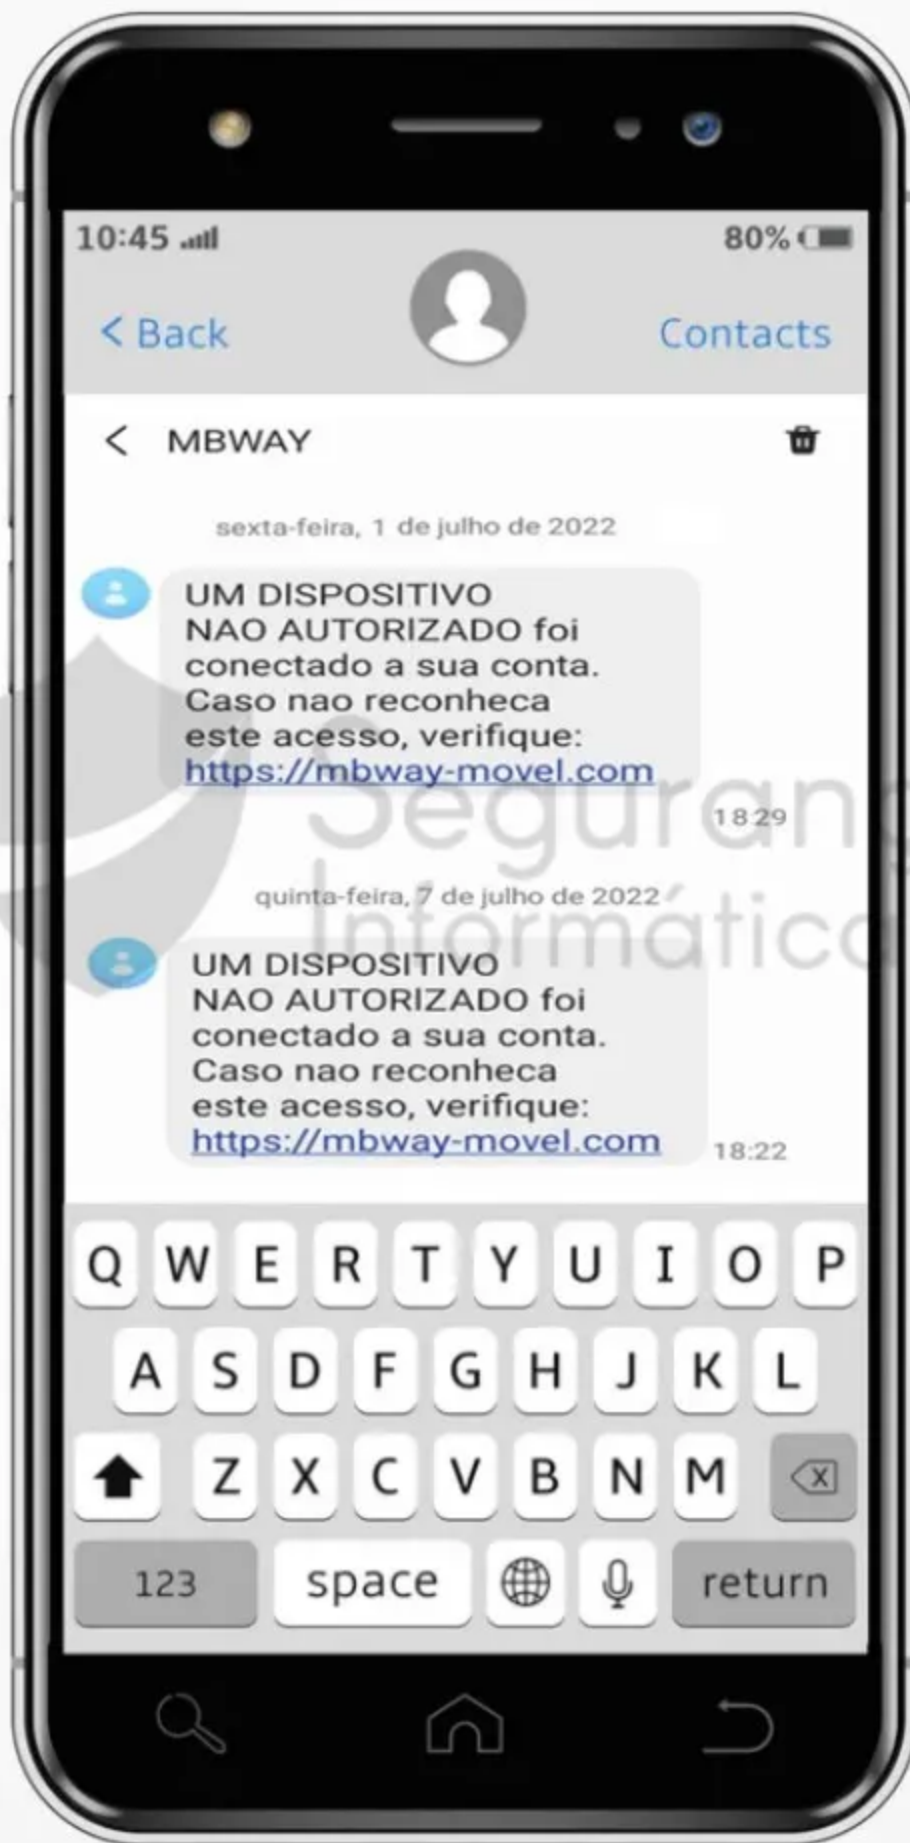 10:45
80%
< Back
Contacts
< MBWAY
sexta-feira, 1 de julho de 2022
UM DISPOSITIVO
NAO AUTORIZADO foi
conectado a sua conta.
Caso nao reconheca
este acesso, verifique:
https://mbway-movel.com
18:29
Seguranç
Informática
quinta-feira, 7 de julho de 2022
UM DISPOSITIVO
NAO AUTORIZADO foi
conectado a sua conta.
Caso nao reconheca
este acesso, verifique:
https://mbway-movel.com
18:22
Q W E R T Y U I O P
A S D F G H J K L
Z X C V B N M
123 space return